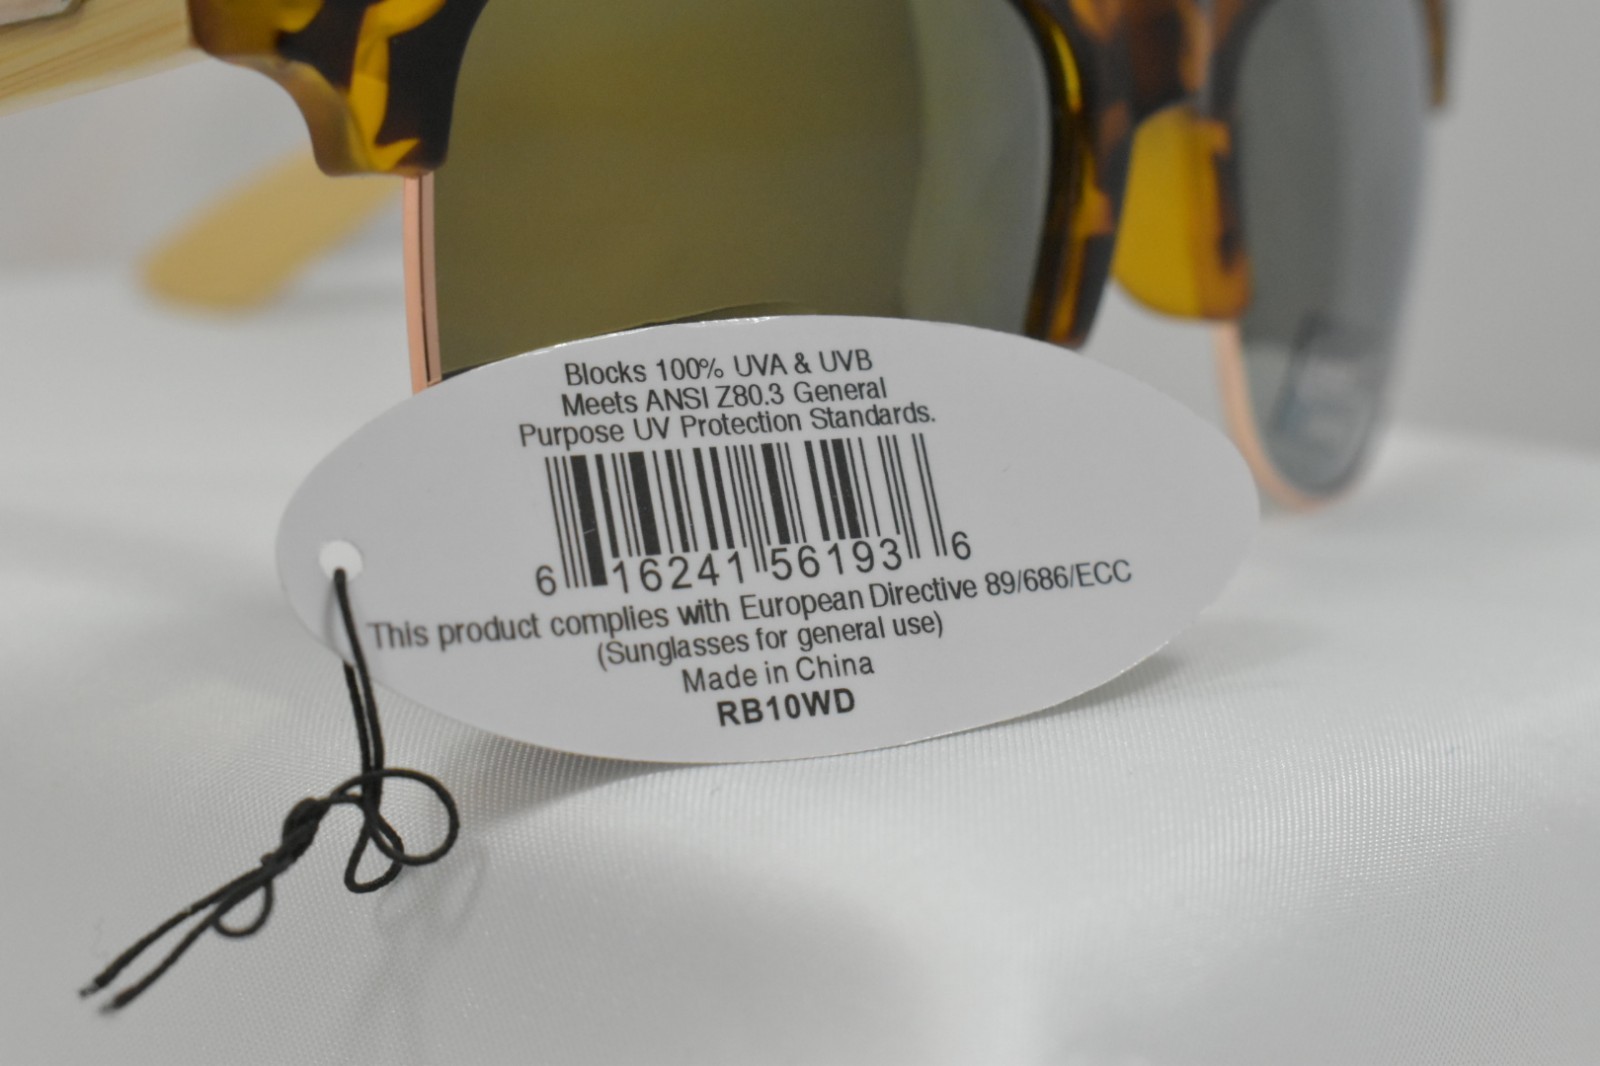 Blocks 100% UVA & UVB
Meets ANSI Z80.3 General
Purpose UV Protection Standards.
6 16241 56193 6
This product complies with European Directive 89/686/ECC
(Sunglasses for general use)
Made in China
RB10WD